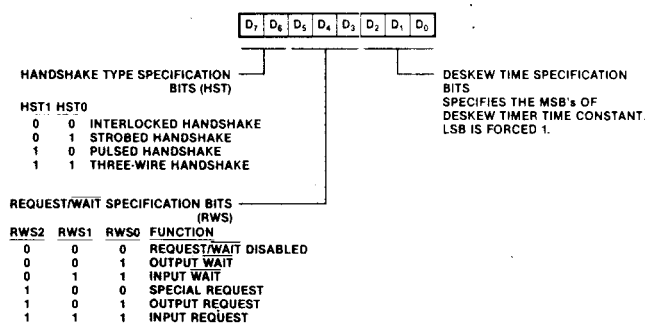 D7 D6 D5 D4 D3 D2 D1 D0
HANDSHAKE TYPE SPECIFICATION
BITS (HST)
HST1 HST0
0 0 INTERLOCKED HANDSHAKE
0 1 STROBED HANDSHAKE
1 0 PULSED HANDSHAKE
1 1 THREE-WIRE HANDSHAKE
DESKEW TIME SPECIFICATION
BITS
SPECIFIES THE MSB's OF
DESKEW TIMER TIME CONSTANT.
LSB IS FORCED 1.
REQUEST/WAIT SPECIFICATION BITS
(RWS)
RWS2 RWS1 RWS0 FUNCTION
0 0 0 REQUEST/WAIT DISABLED
0 0 1 OUTPUT WAIT
0 1 1 INPUT WAIT
1 0 0 SPECIAL REQUEST
1 0 1 OUTPUT REQUEST
1 1 1 INPUT REQUEST